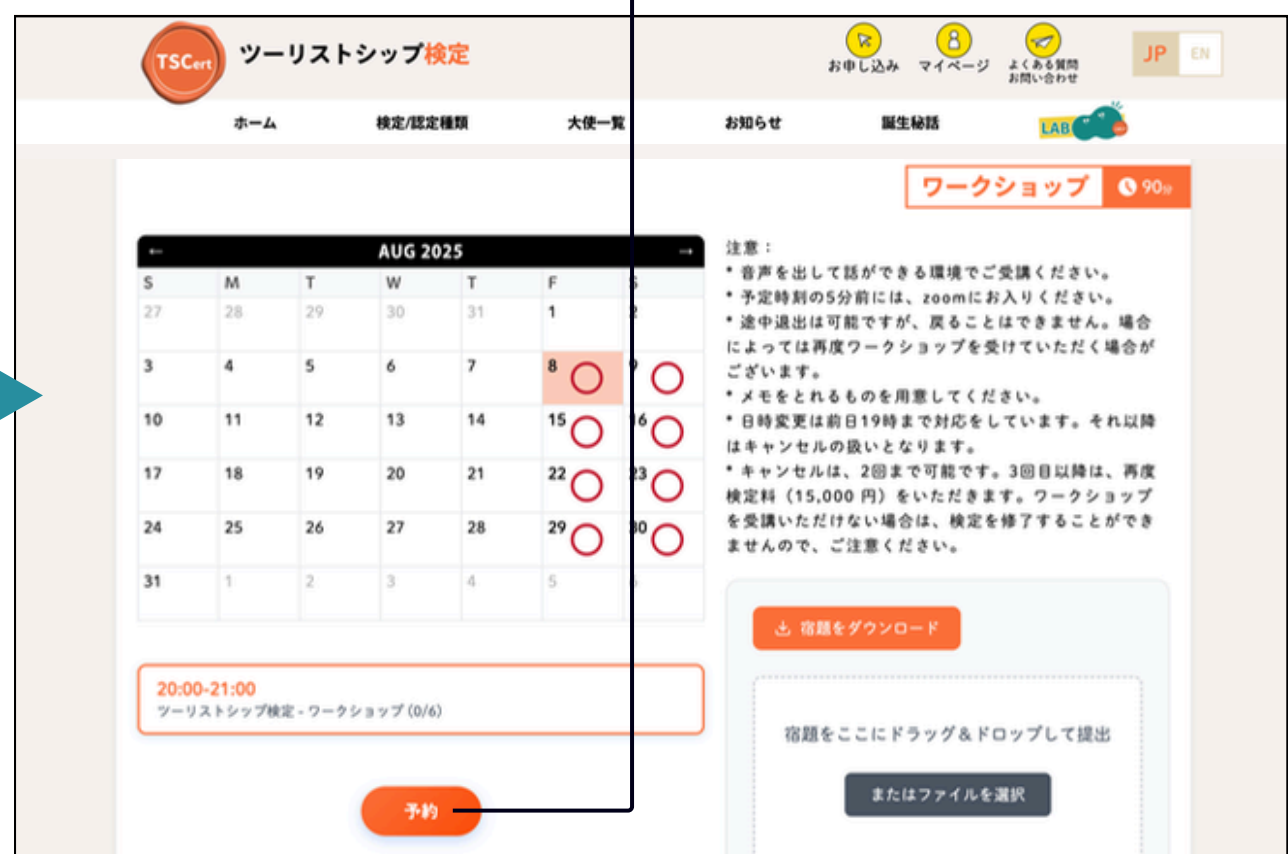 TSCert
ツーリストシップ検定
お申し込み
マイページ
よくある質問
お問い合わせ
JP EN
ホーム 検定/認定種類 大使一覧 お知らせ 誕生秘話 LAB
ワークショップ 90分
← AUG 2025 →
S M T W T F S
27 28 29 30 31 1 2
3 4 5 6 7 8 9
10 11 12 13 14 15 16
17 18 19 20 21 22 23
24 25 26 27 28 29 30
31 1 2 3 4 5 6
20:00-21:00
ツーリストシップ検定 - ワークショップ (0/6)
予約
注意：
* 音声を出して話ができる環境でご受講ください。
* 予定時刻の5分前には、zoomにお入りください。
* 途中退出は可能ですが、戻ることはできません。場合
によっては再度ワークショップを受けていただく場合が
ございます。
* メモをとれるものを用意してください。
* 日時変更は前日19時まで対応をしています。それ以降
はキャンセルの扱いとなります。
* キャンセルは、2回まで可能です。3回目以降は、再度
検定料（15,000 円）をいただきます。ワークショップ
を受講いただけない場合は、検定を修了することができ
ませんので、ご注意ください。
宿題をダウンロード
宿題をここにドラッグ＆ドロップして提出
またはファイルを選択